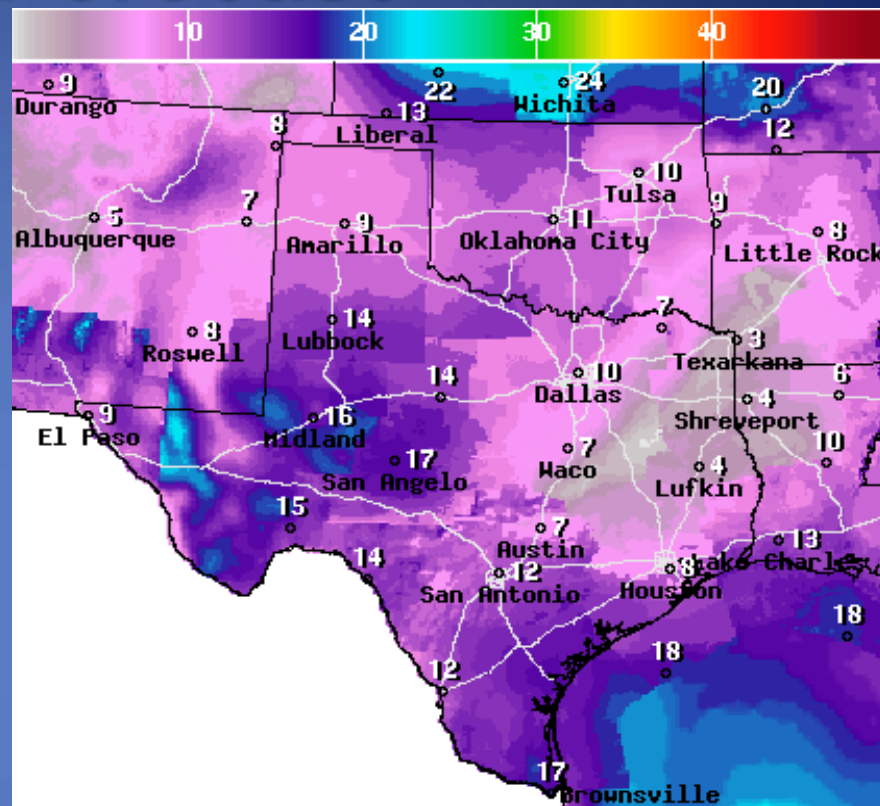 10 20 30 40
9 22 24 20
Durango Wichita
13
Liberal
8 12
10
Tulsa
5 7 9 11 9 8
Albuquerque Amarillo Oklahoma City Little Rock
8 14 7 3
Roswell Lubbock Texarkana
10
14 Dallas 4 6
9 16 Shreveport
El Paso Midland
17 7 4 10
San Angelo Waco Lufkin
15 7 13
Austin Lake Charl
14 12 8
San Antonio Houston
18
18
12
17
Brownsville